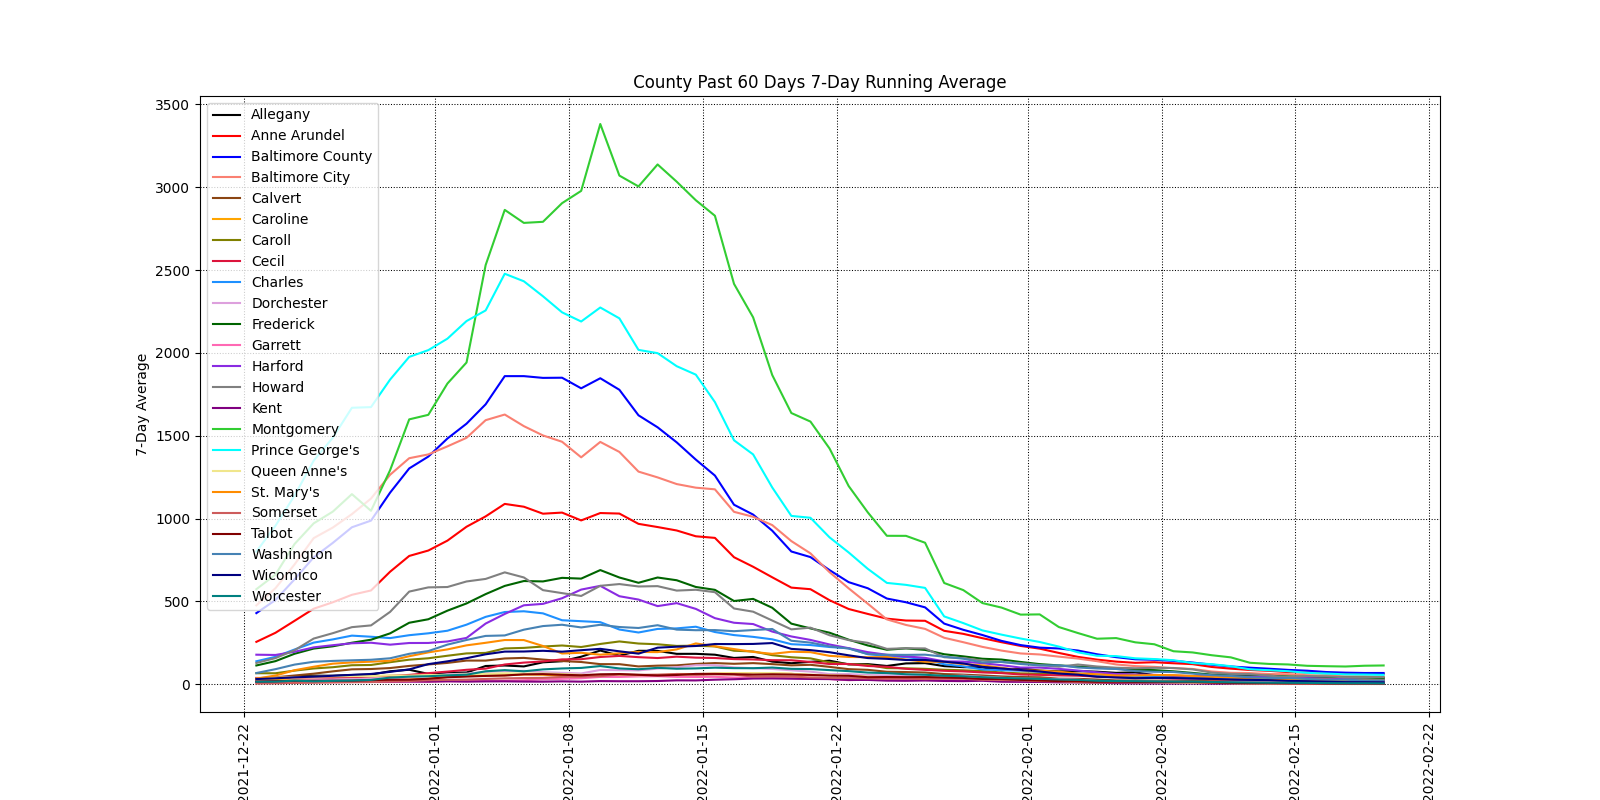 County Past 60 Days 7-Day Running Average
3500
3000
2500
2000
1500
1000
500
0
7-Day Average
Allegany
Anne Arundel
Baltimore County
Baltimore City
Calvert
Caroline
Caroll
Cecil
Charles
Dorchester
Frederick
Garrett
Harford
Howard
Kent
Montgomery
Prince George's
Queen Anne's
St. Mary's
Somerset
Talbot
Washington
Wicomico
Worcester
2021-12-22
2022-01-01
2022-01-08
2022-01-15
2022-01-22
2022-02-01
2022-02-08
2022-02-15
2022-02-22